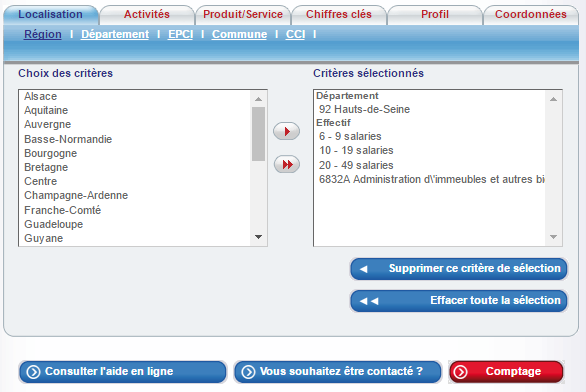 Localisation Activités Produit/Service Chiffres clés Profil Coordonnées
Région I Département I EPCI I Commune I CCI I
Choix des critères
Alsace
Aquitaine
Auvergne
Basse-Normandie
Bourgogne
Bretagne
Centre
Champagne-Ardenne
Franche-Comté
Guadeloupe
Guyane
Critères sélectionnés
Département
92 Hauts-de-Seine
Effectif
6 - 9 salaries
10 - 19 salaries
20 - 49 salaries
6832A Administration d\'immeubles et autres bi
Supprimer ce critère de sélection
Effacer toute la sélection
Consulter l'aide en ligne
Vous souhaitez être contacté ?
Comptage